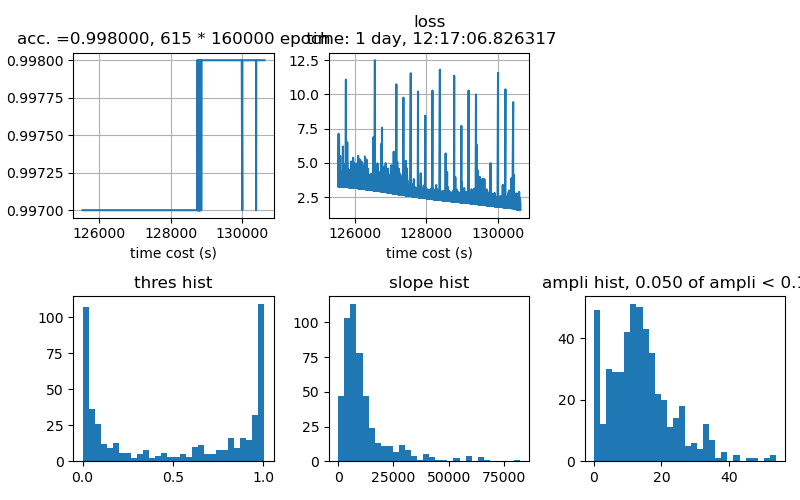 loss
acc. =0.998000, 615 * 160000 epoch
time: 1 day, 12:17:06.826317
0.99800
0.99775
0.99750
0.99725
0.99700
126000 128000 130000
time cost (s)
12.5
10.0
7.5
5.0
2.5
126000 128000 130000
time cost (s)
thres hist
100
75
50
25
0
0.0 0.5 1.0
slope hist
100
75
50
25
0
0 25000 50000 75000
ampli hist, 0.050 of ampli < 0.1
40
20
0
0 20 40